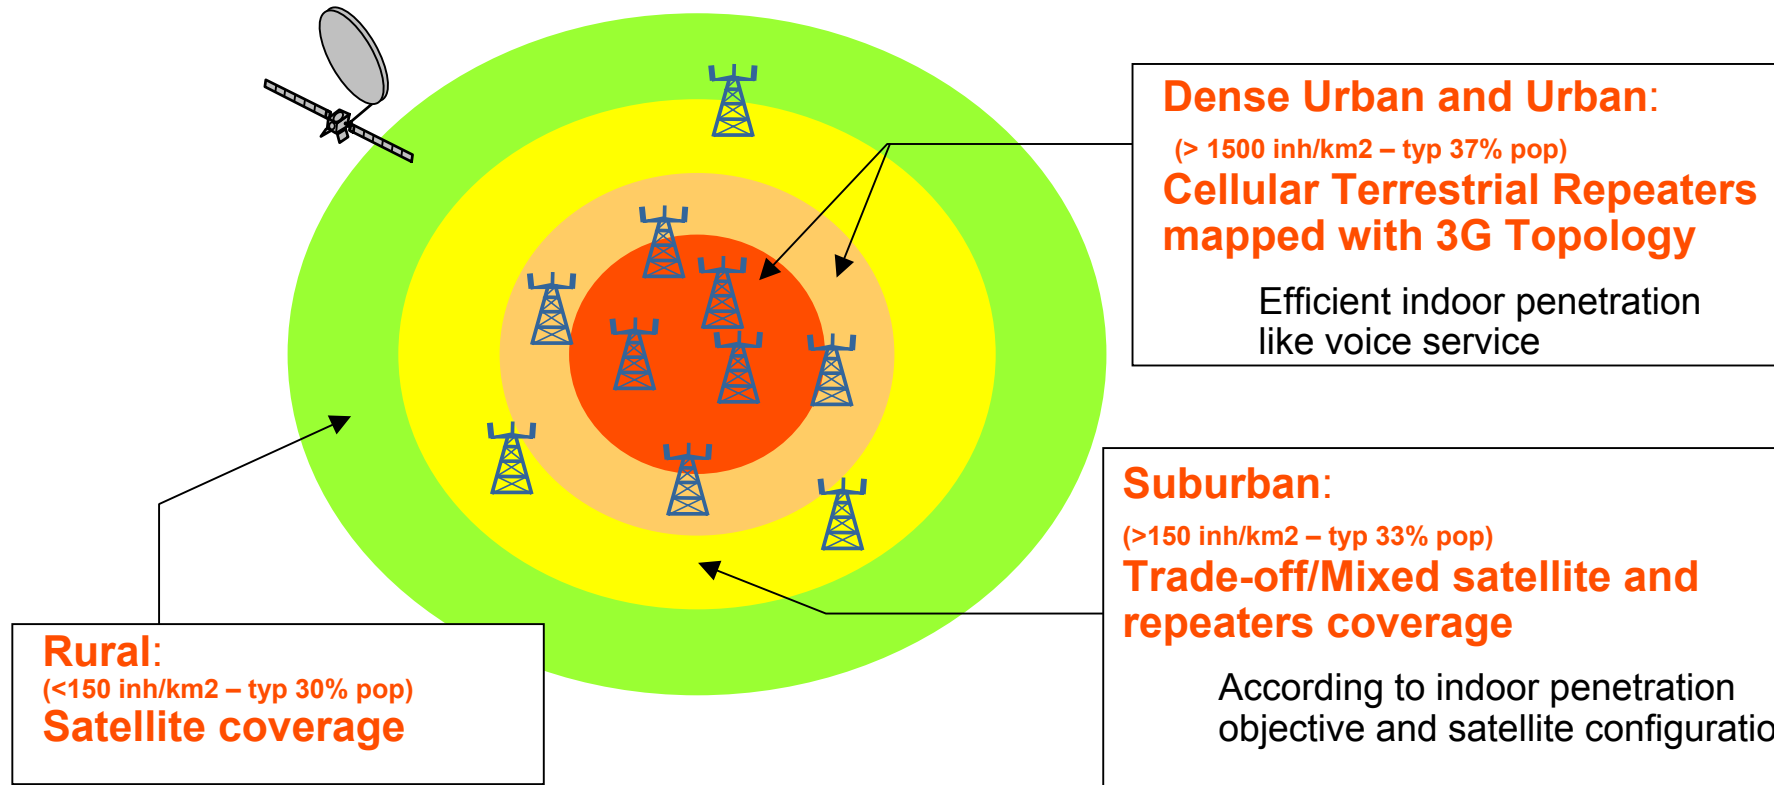 Dense Urban and Urban:
(> 1500 inh/km2 – typ 37% pop)
Cellular Terrestrial Repeaters
mapped with 3G Topology
Efficient indoor penetration
like voice service
Suburban:
(>150 inh/km2 – typ 33% pop)
Trade-off/Mixed satellite and
repeaters coverage
According to indoor penetration
objective and satellite configuratio
Rural:
(<150 inh/km2 – typ 30% pop)
Satellite coverage